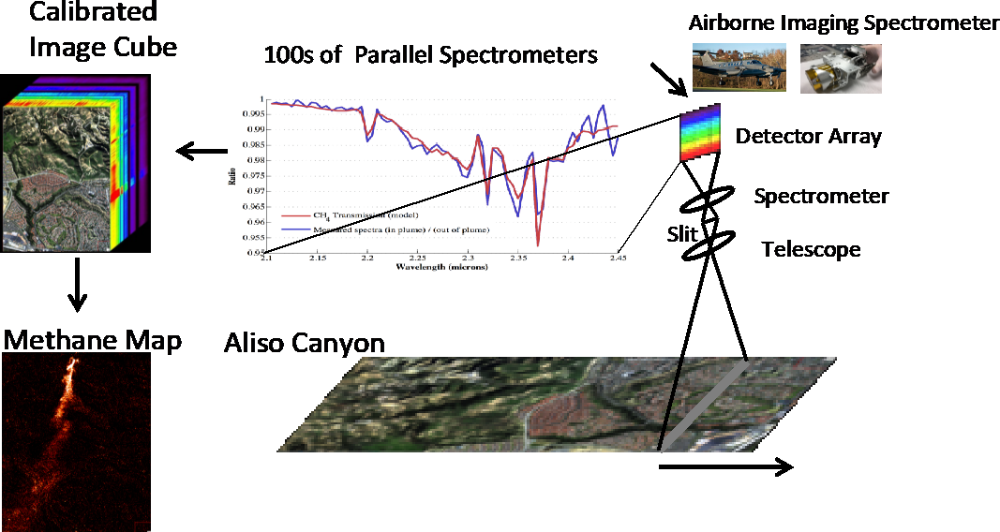 Calibrated
Image Cube
100s of Parallel Spectrometers
Airborne Imaging Spectrometer
Detector Array
Spectrometer
Slit
Telescope
1
0.995
0.99
0.985
0.98
0.975
0.97
0.965
0.96
0.955
0.95
Ratio
CH4 Transmission (model)
Measured spectra (in plume) / (out of plume)
2.1 2.15 2.2 2.25 2.3 2.35 2.4 2.45
Wavelength (microns)
Methane Map
Aliso Canyon